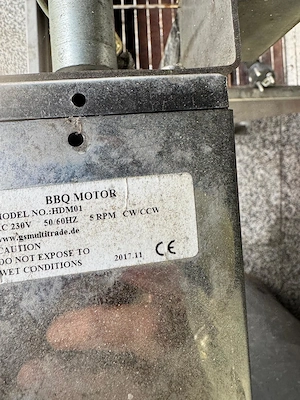 BBQ MOTOR
MODEL NO.:HDM01
AC 230V 50/60HZ 5 RPM CW/CCW
www.gsmultitrade.de
CAUTION
DO NOT EXPOSE TO
WET CONDITIONS 2017.11 CE